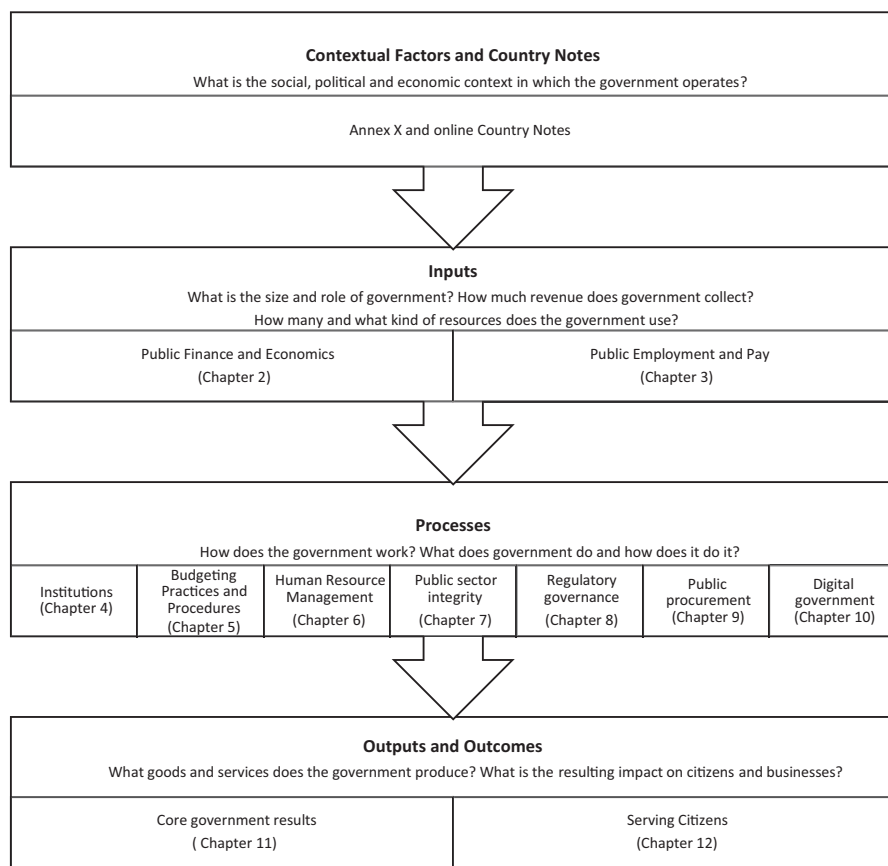 Contextual Factors and Country Notes
What is the social, political and economic context in which the government operates?
Annex X and online Country Notes
Inputs
What is the size and role of government? How much revenue does government collect?
How many and what kind of resources does the government use?
Public Finance and Economics
(Chapter 2)
Public Employment and Pay
(Chapter 3)
Processes
How does the government work? What does government do and how does it do it?
Institutions
(Chapter 4)
Budgeting
Practices and
Procedures
(Chapter 5)
Human Resource
Management
(Chapter 6)
Public sector
integrity
(Chapter 7)
Regulatory
governance
(Chapter 8)
Public
procurement
(Chapter 9)
Digital
government
(Chapter 10)
Outputs and Outcomes
What goods and services does the government produce? What is the resulting impact on citizens and businesses?
Core government results
( Chapter 11)
Serving Citizens
(Chapter 12)